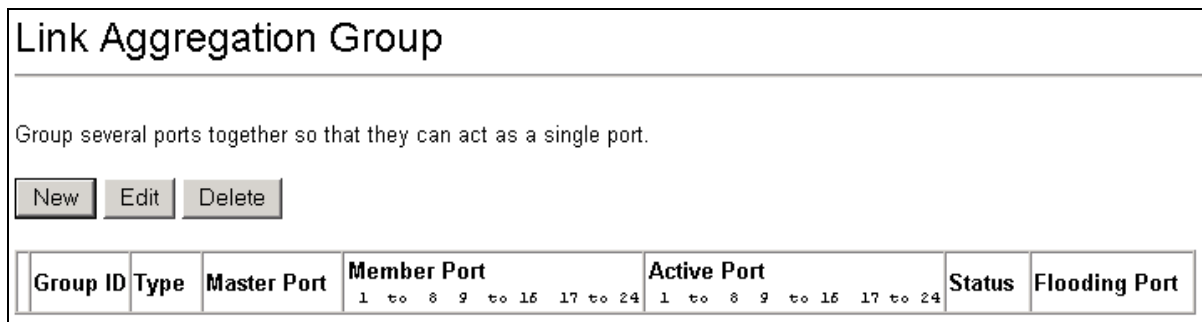 Link Aggregation Group
Group several ports together so that they can act as a single port.
New Edit Delete
Group ID Type Master Port Member Port Active Port Status Flooding Port
1 to 8 9 to 16 17 to 24 1 to 8 9 to 16 17 to 24